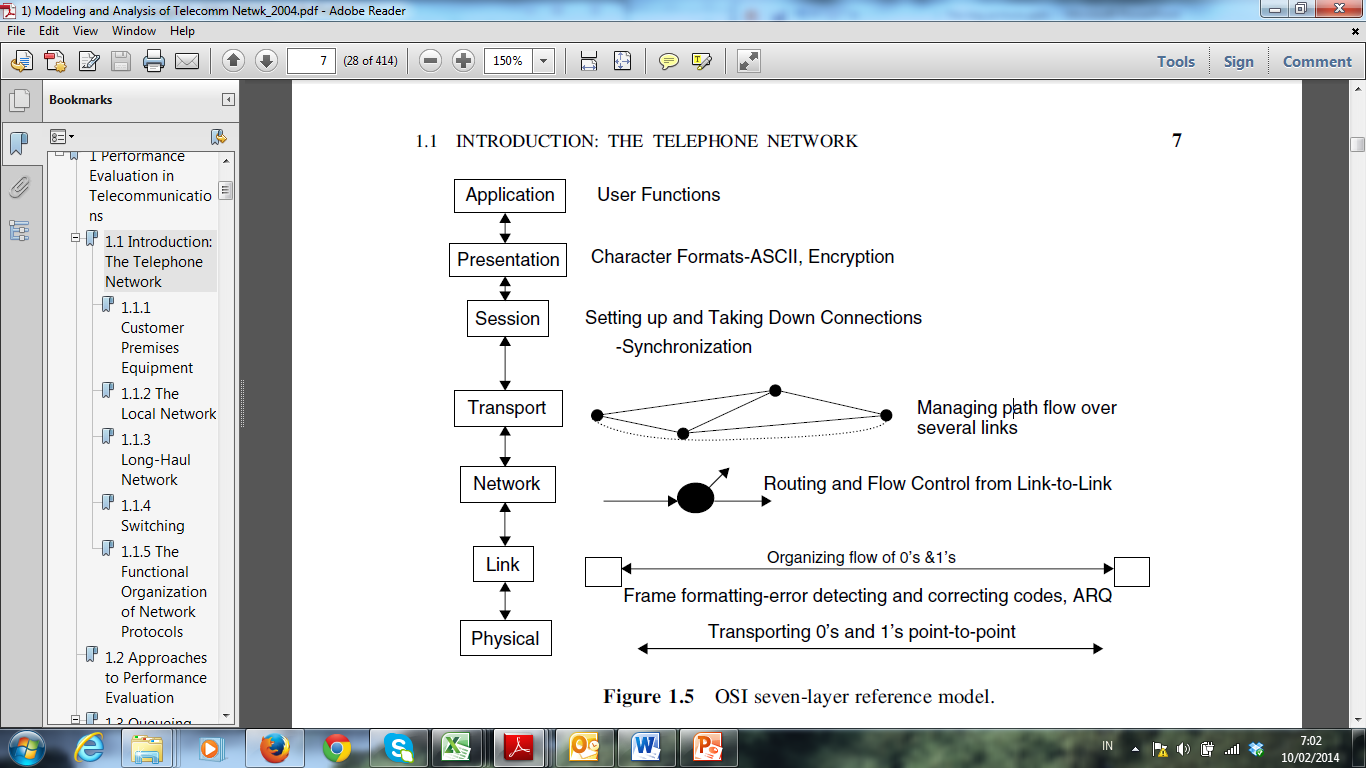 1) Modeling and Analysis of Telecomm Netwk_2004.pdf - Adobe Reader
File Edit View Window Help
7 (28 of 414) 150% Tools Sign Comment
Bookmarks
1 Performance
Evaluation in
Telecommunicatio
ns
1.1 Introduction:
The Telephone
Network
1.1.1
Customer
Premises
Equipment
1.1.2 The
Local Network
1.1.3
Long-Haul
Network
1.1.4
Switching
1.1.5 The
Functional
Organization
of Network
Protocols
1.2 Approaches
to Performance
Evaluation
1.3 Queueing
1.1 INTRODUCTION: THE TELEPHONE NETWORK 7
Application User Functions
Presentation Character Formats-ASCII, Encryption
Session Setting up and Taking Down Connections
-Synchronization
Transport Managing path flow over
several links
Network Routing and Flow Control from Link-to-Link
Organizing flow of 0's &1's
Link
Frame formatting-error detecting and correcting codes, ARQ
Transporting 0's and 1's point-to-point
Physical
Figure 1.5 OSI seven-layer reference model.
IN
7:02
10/02/2014